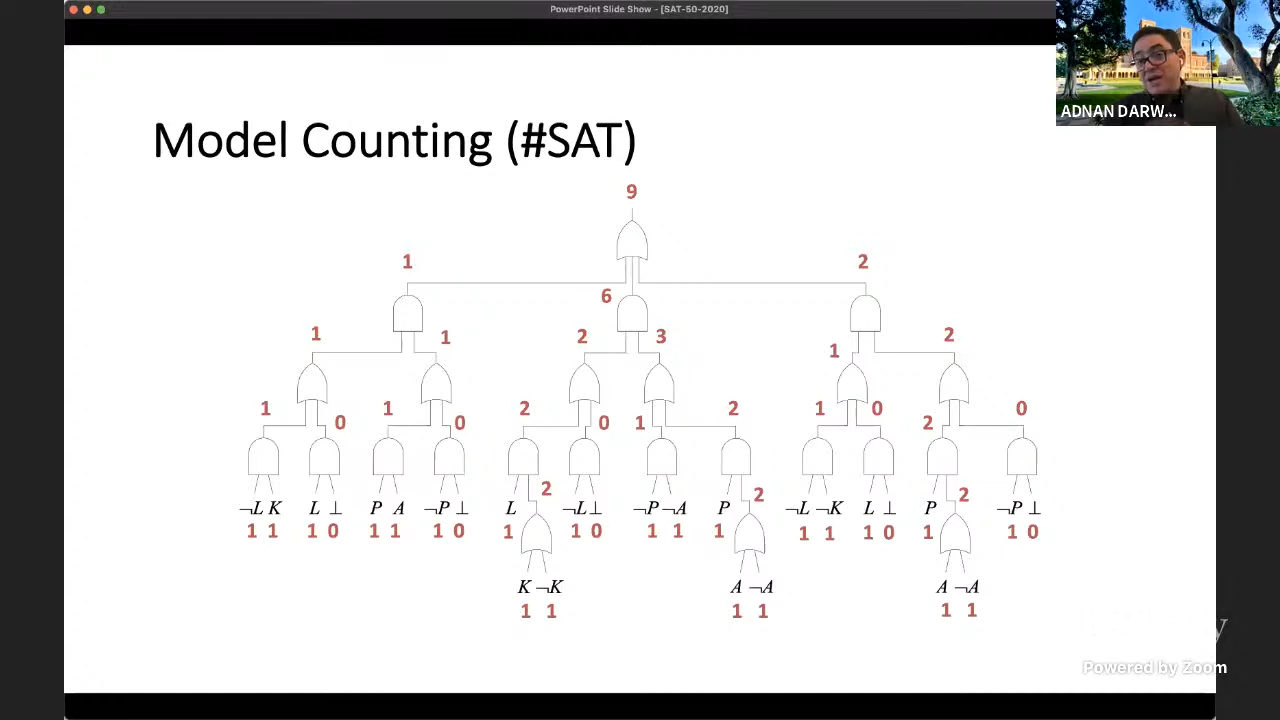 PowerPoint Slide Show - [SAT-50-2020]
ADNAN DARW...
Model Counting (#SAT)
9
1 2
6
1 1 2 3 1 2
1 0 1 0 2 0 1 2 1 0 2 0
2 2 2
¬L K L ⊥ P A ¬P ⊥ L ¬L ⊥ ¬P ¬A P ¬L ¬K L ⊥ P ¬P ⊥
1 1 1 0 1 1 1 0 1 1 0 1 1 1 1 1 1 0 1 1 0
K ¬K A ¬A A ¬A
1 1 1 1 1 1
Powered by Zoom